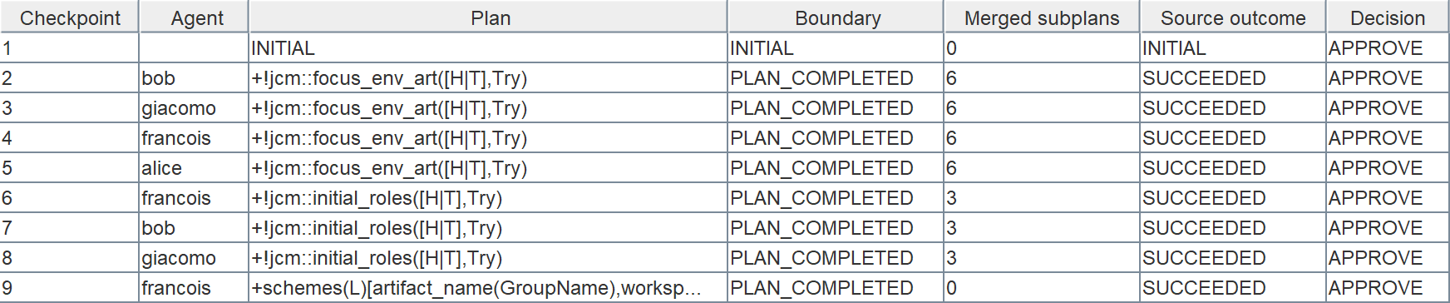 Checkpoint Agent Plan Boundary Merged subplans Source outcome Decision
1 INITIAL INITIAL 0 INITIAL APPROVE
2 bob +!jcm::focus_env_art([H|T],Try) PLAN_COMPLETED 6 SUCCEEDED APPROVE
3 giacomo +!jcm::focus_env_art([H|T],Try) PLAN_COMPLETED 6 SUCCEEDED APPROVE
4 francois +!jcm::focus_env_art([H|T],Try) PLAN_COMPLETED 6 SUCCEEDED APPROVE
5 alice +!jcm::focus_env_art([H|T],Try) PLAN_COMPLETED 6 SUCCEEDED APPROVE
6 francois +!jcm::initial_roles([H|T],Try) PLAN_COMPLETED 3 SUCCEEDED APPROVE
7 bob +!jcm::initial_roles([H|T],Try) PLAN_COMPLETED 3 SUCCEEDED APPROVE
8 giacomo +!jcm::initial_roles([H|T],Try) PLAN_COMPLETED 3 SUCCEEDED APPROVE
9 francois +schemes(L)[artifact_name(GroupName),worksp... PLAN_COMPLETED 0 SUCCEEDED APPROVE